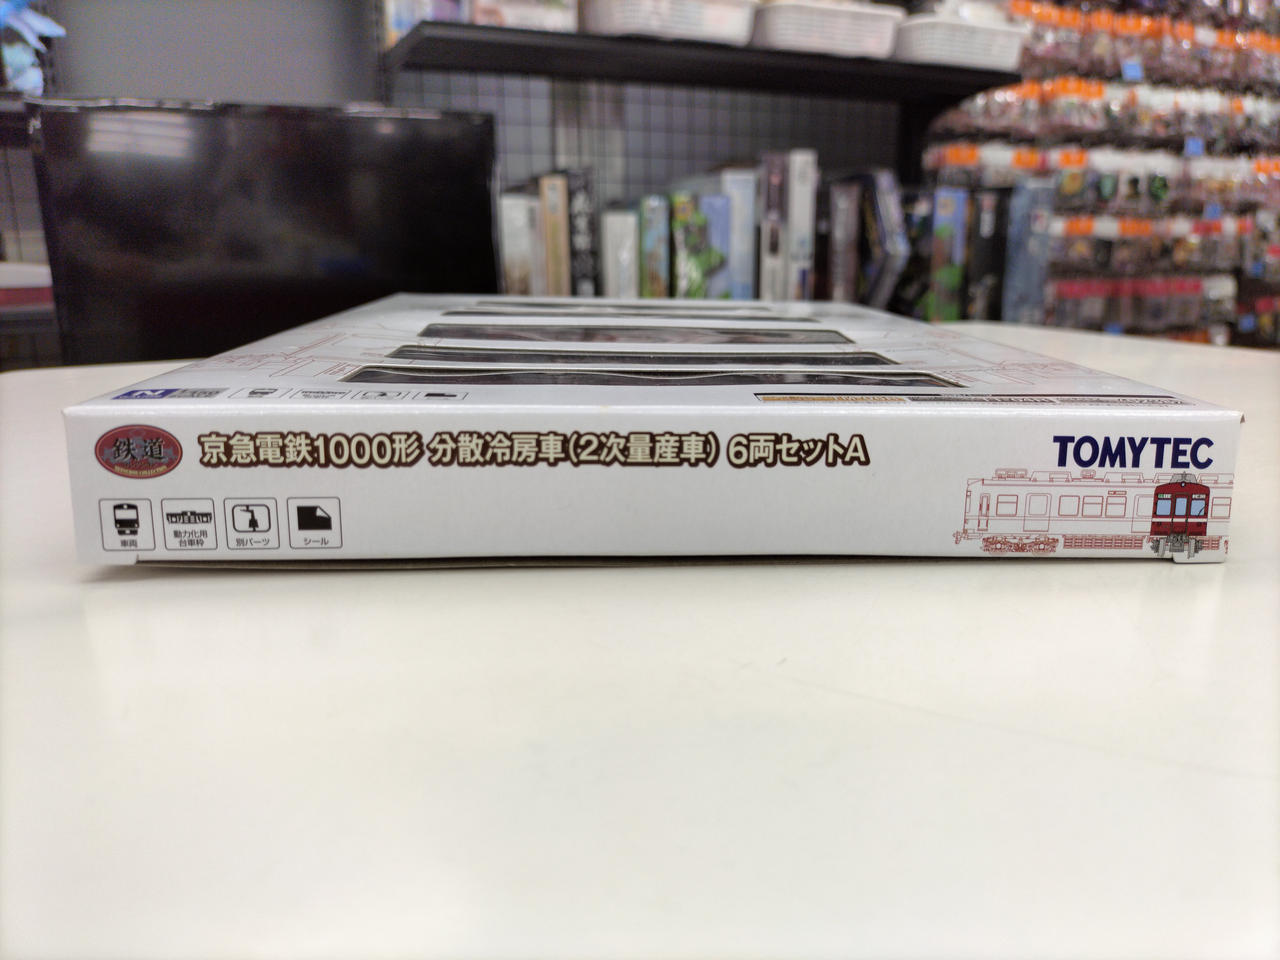 鉄道
京急電鉄1000形 分散冷房車(2次量産車) 6両セットA
TOMYTEC
車両
動力化用
台車枠
別パーツ
シール